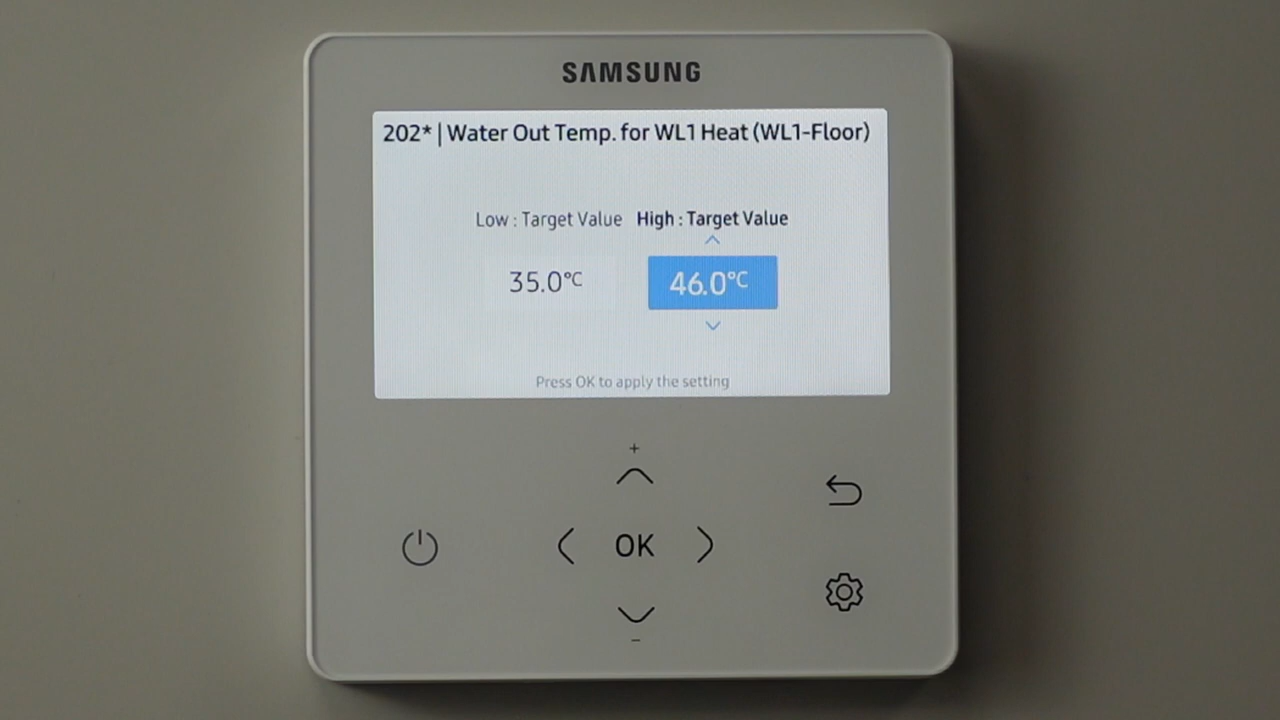 SAMSUNG
202* | Water Out Temp. for WL1 Heat (WL1-Floor)
Low : Target Value High : Target Value
35.0°C 46.0°C
Press OK to apply the setting
+
OK
−